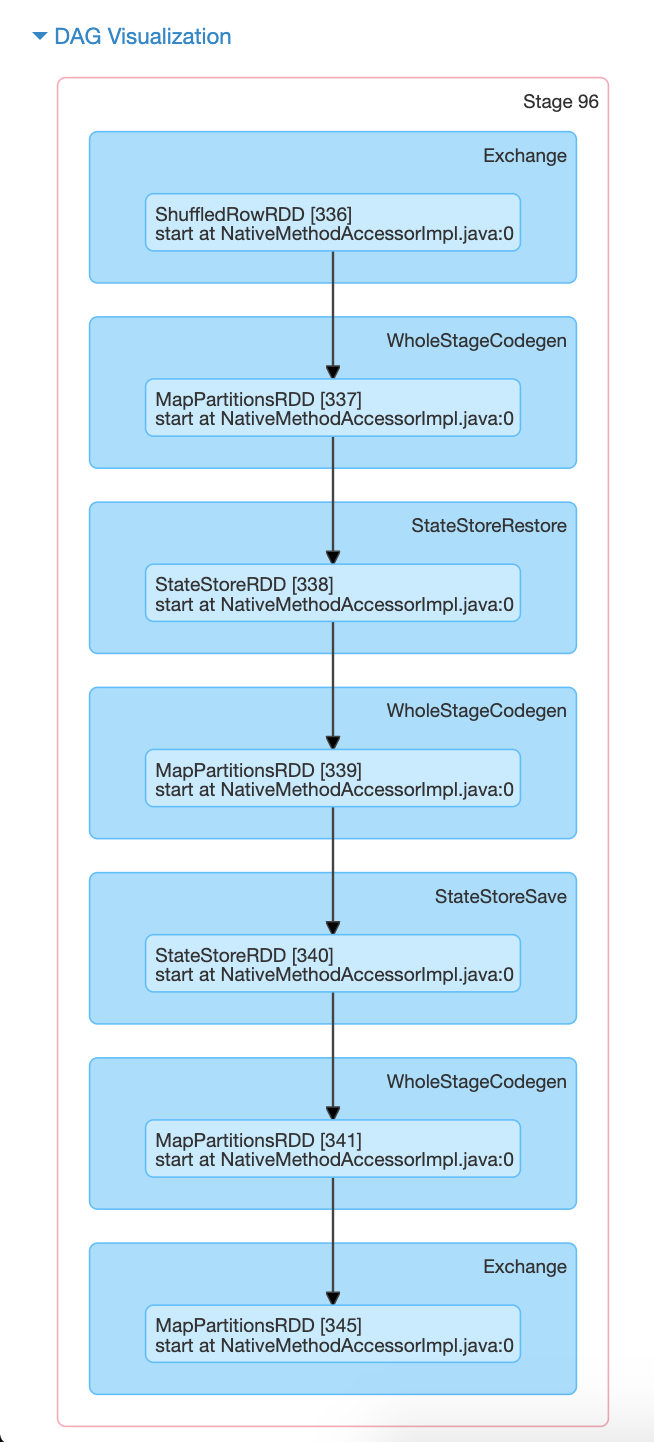 DAG Visualization
Stage 96
Exchange
ShuffledRowRDD [336]
start at NativeMethodAccessorImpl.java:0
WholeStageCodegen
MapPartitionsRDD [337]
start at NativeMethodAccessorImpl.java:0
StateStoreRestore
StateStoreRDD [338]
start at NativeMethodAccessorImpl.java:0
WholeStageCodegen
MapPartitionsRDD [339]
start at NativeMethodAccessorImpl.java:0
StateStoreSave
StateStoreRDD [340]
start at NativeMethodAccessorImpl.java:0
WholeStageCodegen
MapPartitionsRDD [341]
start at NativeMethodAccessorImpl.java:0
Exchange
MapPartitionsRDD [345]
start at NativeMethodAccessorImpl.java:0